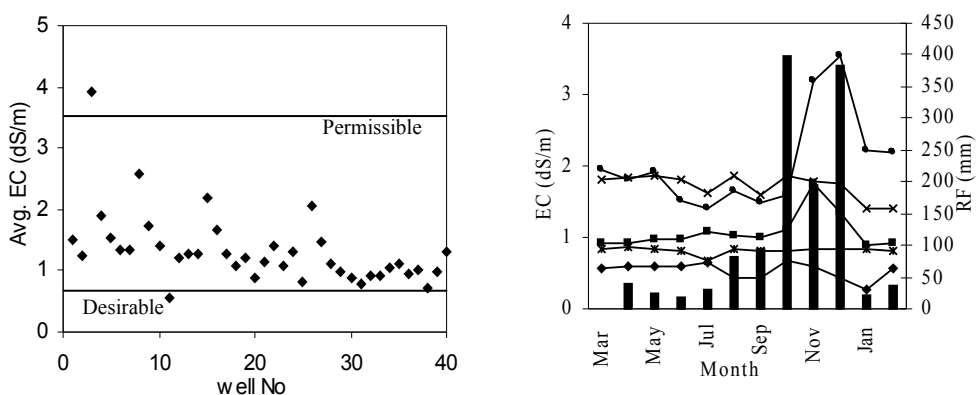 5
4
3
2
1
0
Avg. EC (dS/m)
Permissible
Desirable
0 10 20 30 40
well No
4
3
2
1
0
EC (dS/m)
450
400
350
300
250
200
150
100
50
0
RF (mm)
Mar May Jul Sep Nov Jan
Month